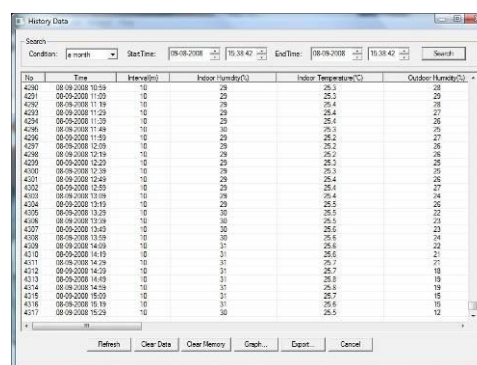 History Data
Search
Condition: a month StartTime: 09-08-2008 15:38:42 EndTime: 08-09-2008 15:38:42 Search
No Time Interval(m) Indoor Humidity(%) Indoor Temperature(°C) Outdoor Humidity(%)
4290 08-09-2008 10:59 10 29 25.3 28
4291 08-09-2008 11:09 10 29 25.3 28
4292 08-09-2008 11:19 10 29 25.4 28
4293 08-09-2008 11:29 10 29 25.4 27
4294 08-09-2008 11:39 10 29 25.4 26
4295 08-09-2008 11:49 10 30 25.3 25
4296 08-09-2008 11:59 10 29 25.2 27
4297 08-09-2008 12:09 10 29 25.2 26
4298 08-09-2008 12:19 10 29 25.2 26
4299 08-09-2008 12:29 10 29 25.3 25
4300 08-09-2008 12:39 10 29 25.3 25
4301 08-09-2008 12:49 10 29 25.4 26
4302 08-09-2008 12:59 10 29 25.4 27
4303 08-09-2008 13:09 10 29 25.4 24
4304 08-09-2008 13:19 10 29 25.5 26
4305 08-09-2008 13:29 10 30 25.5 22
4306 08-09-2008 13:39 10 30 25.5 23
4307 08-09-2008 13:49 10 30 25.6 23
4308 08-09-2008 13:59 10 30 25.6 24
4309 08-09-2008 14:09 10 31 25.6 22
4310 08-09-2008 14:19 10 31 25.6 21
4311 08-09-2008 14:29 10 31 25.7 21
4312 08-09-2008 14:39 10 31 25.7 18
4313 08-09-2008 14:49 10 31 25.8 19
4314 08-09-2008 14:59 10 31 25.8 19
4315 08-09-2008 15:09 10 31 25.7 15
4316 08-09-2008 15:19 10 31 25.6 15
4317 08-09-2008 15:29 10 30 25.5 12
Refresh Clear Data Clear Memory Graph... Export... Cancel